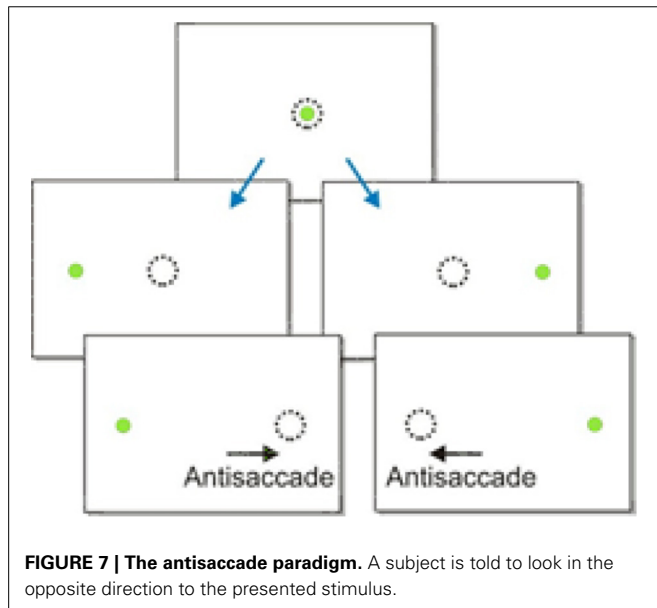 Antisaccade Antisaccade
FIGURE 7 | The antisaccade paradigm. A subject is told to look in the
opposite direction to the presented stimulus.